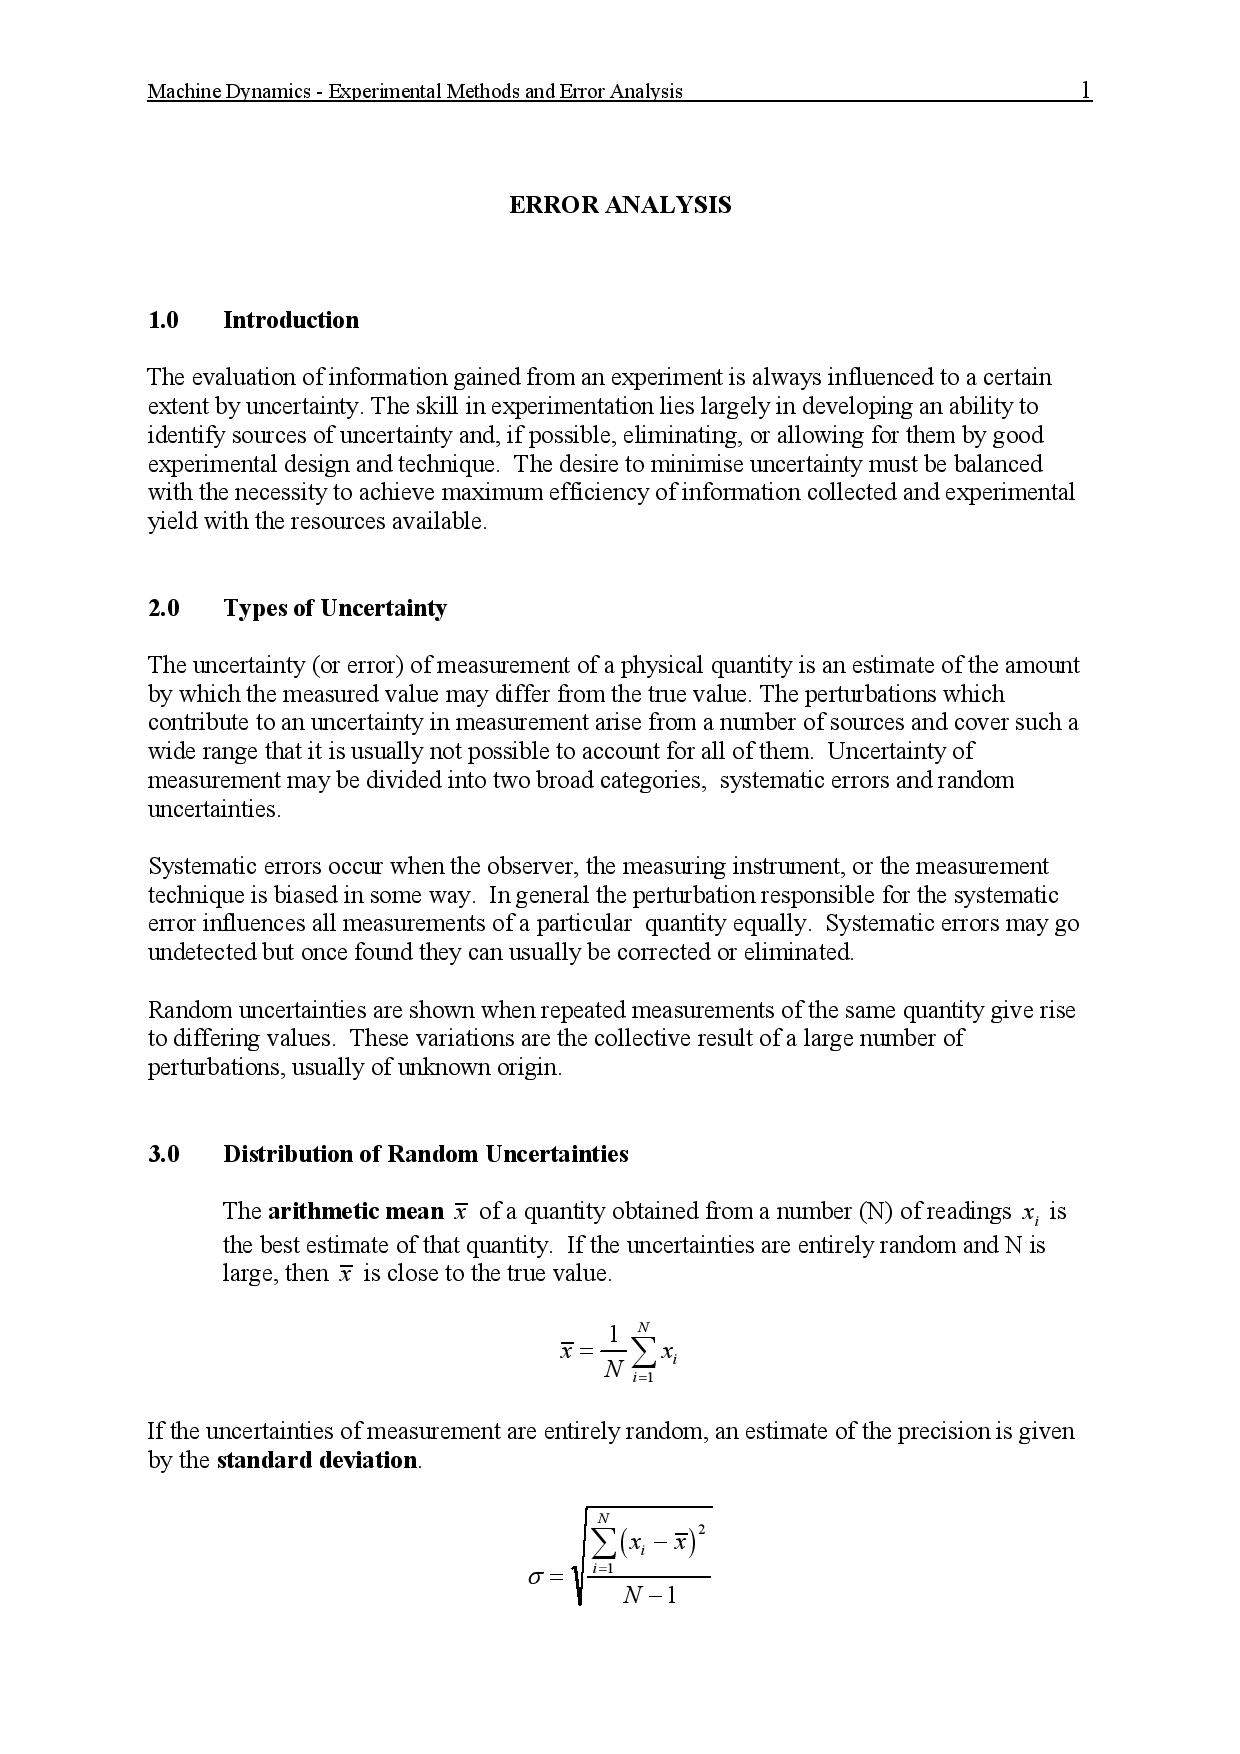 Machine Dynamics - Experimental Methods and Error Analysis 1
ERROR ANALYSIS
1.0 Introduction
The evaluation of information gained from an experiment is always influenced to a certain
extent by uncertainty. The skill in experimentation lies largely in developing an ability to
identify sources of uncertainty and, if possible, eliminating, or allowing for them by good
experimental design and technique. The desire to minimise uncertainty must be balanced
with the necessity to achieve maximum efficiency of information collected and experimental
yield with the resources available.
2.0 Types of Uncertainty
The uncertainty (or error) of measurement of a physical quantity is an estimate of the amount
by which the measured value may differ from the true value. The perturbations which
contribute to an uncertainty in measurement arise from a number of sources and cover such a
wide range that it is usually not possible to account for all of them. Uncertainty of
measurement may be divided into two broad categories, systematic errors and random
uncertainties.
Systematic errors occur when the observer, the measuring instrument, or the measurement
technique is biased in some way. In general the perturbation responsible for the systematic
error influences all measurements of a particular quantity equally. Systematic errors may go
undetected but once found they can usually be corrected or eliminated.
Random uncertainties are shown when repeated measurements of the same quantity give rise
to differing values. These variations are the collective result of a large number of
perturbations, usually of unknown origin.
3.0 Distribution of Random Uncertainties
The arithmetic mean x̄ of a quantity obtained from a number (N) of readings xᵢ is
the best estimate of that quantity. If the uncertainties are entirely random and N is
large, then x̄ is close to the true value.
x̄ = 1/N ∑_{i=1}^{N} xᵢ
If the uncertainties of measurement are entirely random, an estimate of the precision is given
by the standard deviation.
σ = √( ∑_{i=1}^{N} (xᵢ − x̄)² / (N − 1) )